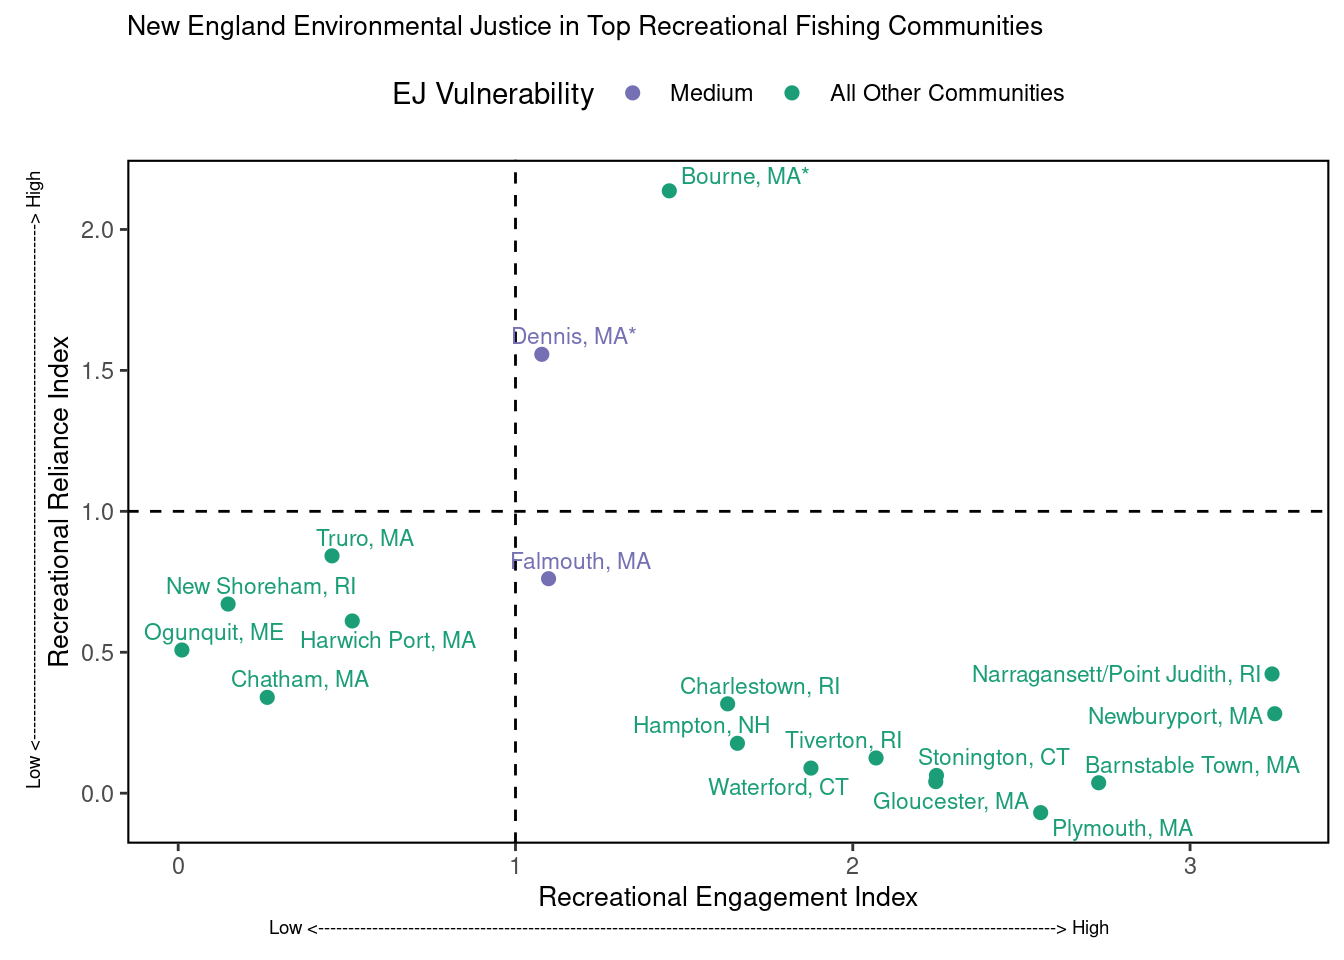 New England Environmental Justice in Top Recreational Fishing Communities
EJ Vulnerability Medium All Other Communities
Low <------------------------------------------------------------> High
Recreational Reliance Index
2.0
1.5
1.0
0.5
0.0
Bourne, MA*
Dennis, MA*
Truro, MA
Falmouth, MA
New Shoreham, RI
Ogunquit, ME
Harwich Port, MA
Chatham, MA
Narragansett/Point Judith, RI
Charlestown, RI
Newburyport, MA
Hampton, NH
Tiverton, RI
Stonington, CT
Barnstable Town, MA
Waterford, CT
Gloucester, MA
Plymouth, MA
0 1 2 3
Recreational Engagement Index
Low <------------------------------------------------------------> High